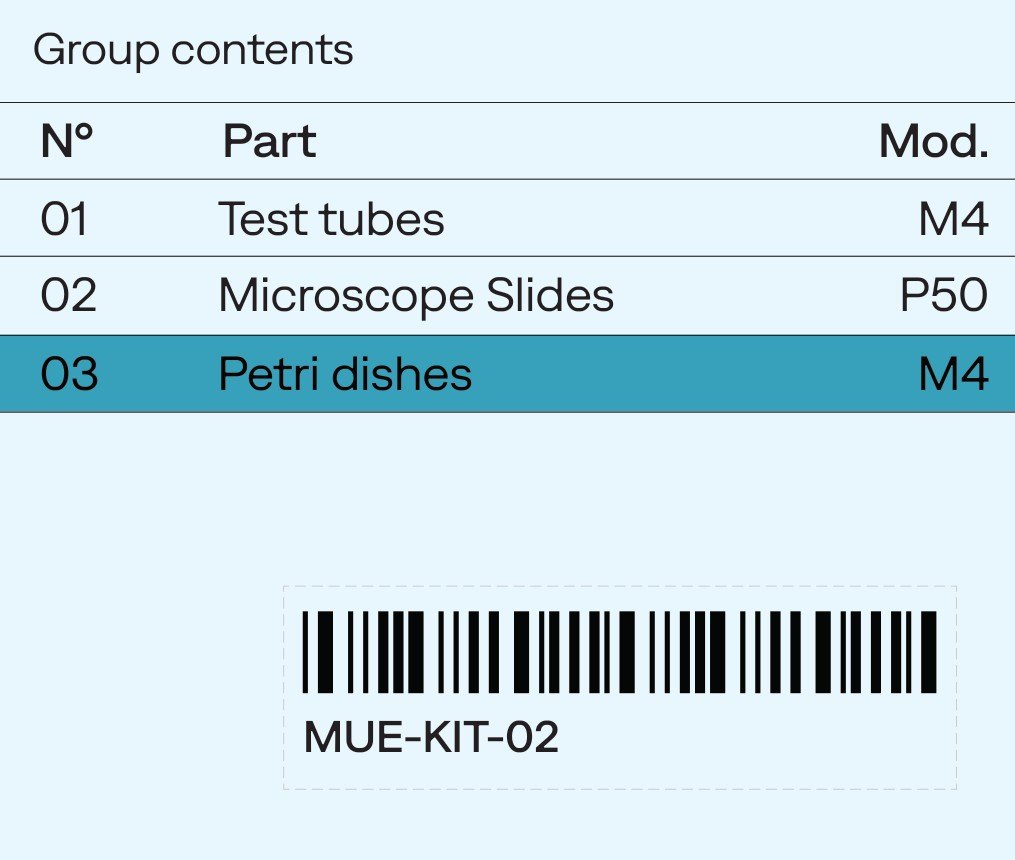 Group contents
N° Part Mod.
01 Test tubes M4
02 Microscope Slides P50
03 Petri dishes M4
MUE-KIT-02